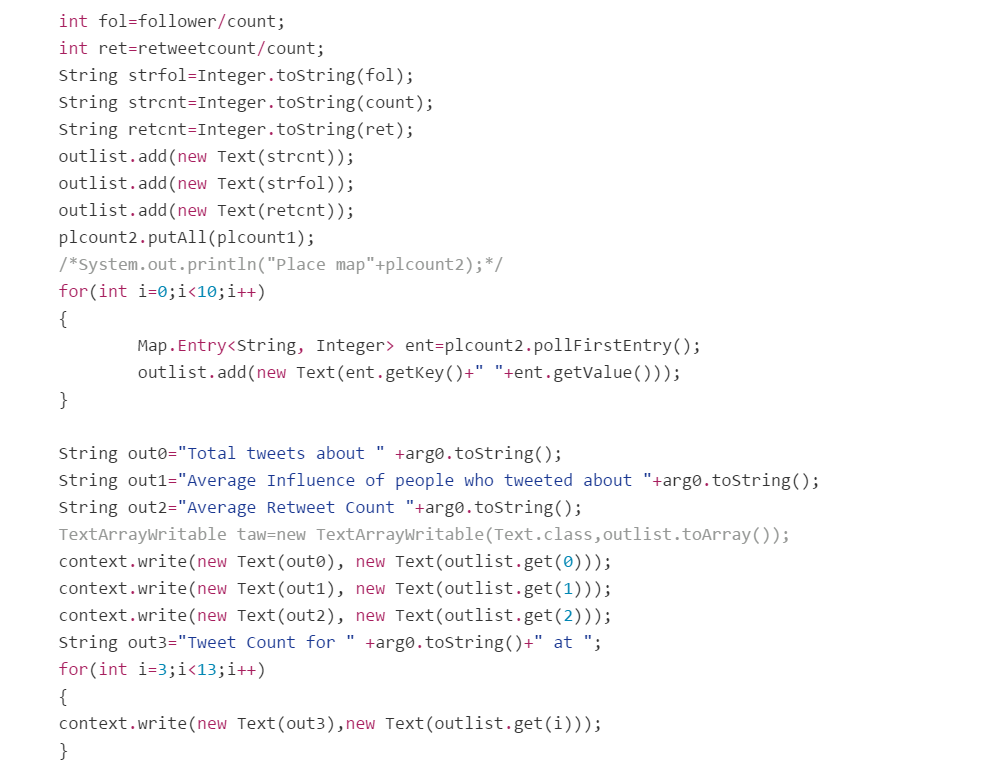 int fol=follower/count;
int ret=retweetcount/count;
String strfol=Integer.toString(fol);
String strcnt=Integer.toString(count);
String retcnt=Integer.toString(ret);
outlist.add(new Text(strcnt));
outlist.add(new Text(strfol));
outlist.add(new Text(retcnt));
plcount2.putAll(plcount1);
/*System.out.println("Place map"+plcount2);*/
for(int i=0;i<10;i++)
{
        Map.Entry<String, Integer> ent=plcount2.pollFirstEntry();
        outlist.add(new Text(ent.getKey()+" "+ent.getValue()));
}

String out0="Total tweets about " +arg0.toString();
String out1="Average Influence of people who tweeted about "+arg0.toString();
String out2="Average Retweet Count "+arg0.toString();
TextArrayWritable taw=new TextArrayWritable(Text.class,outlist.toArray());
context.write(new Text(out0), new Text(outlist.get(0)));
context.write(new Text(out1), new Text(outlist.get(1)));
context.write(new Text(out2), new Text(outlist.get(2)));
String out3="Tweet Count for " +arg0.toString()+" at ";
for(int i=3;i<13;i++)
{
context.write(new Text(out3),new Text(outlist.get(i)));
}